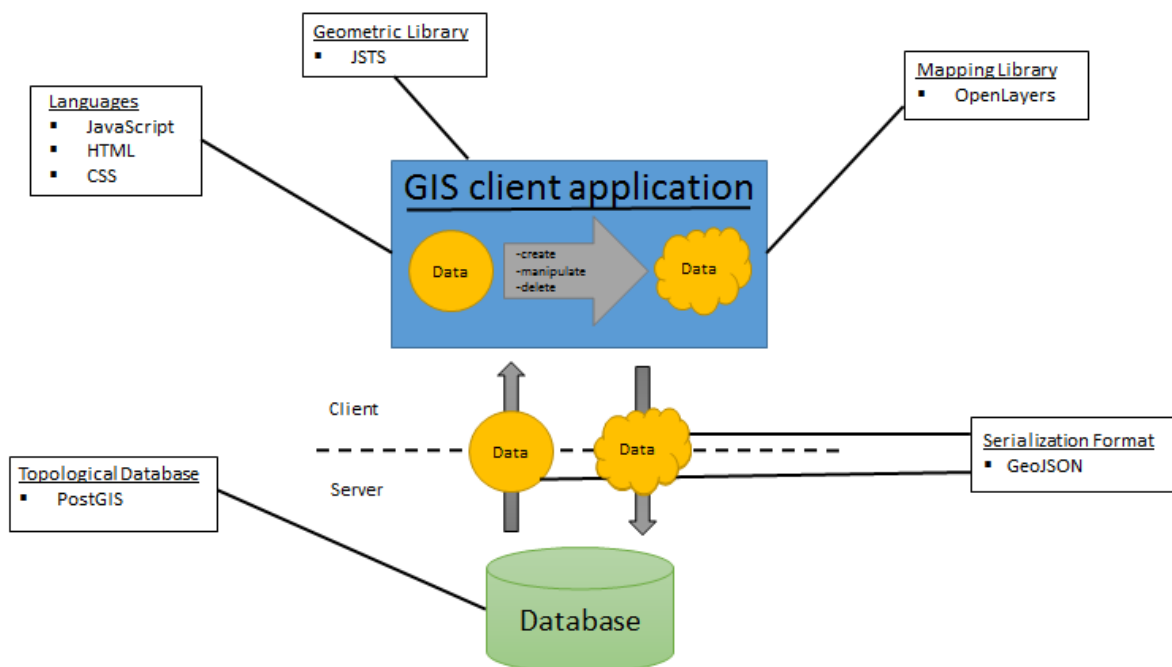 Geometric Library
▪ JSTS
Mapping Library
▪ OpenLayers
Languages
▪ JavaScript
▪ HTML
▪ CSS
GIS client application
Data
-create
-manipulate
-delete
Data
Client
Data
Data
Server
Serialization Format
▪ GeoJSON
Topological Database
▪ PostGIS
Database